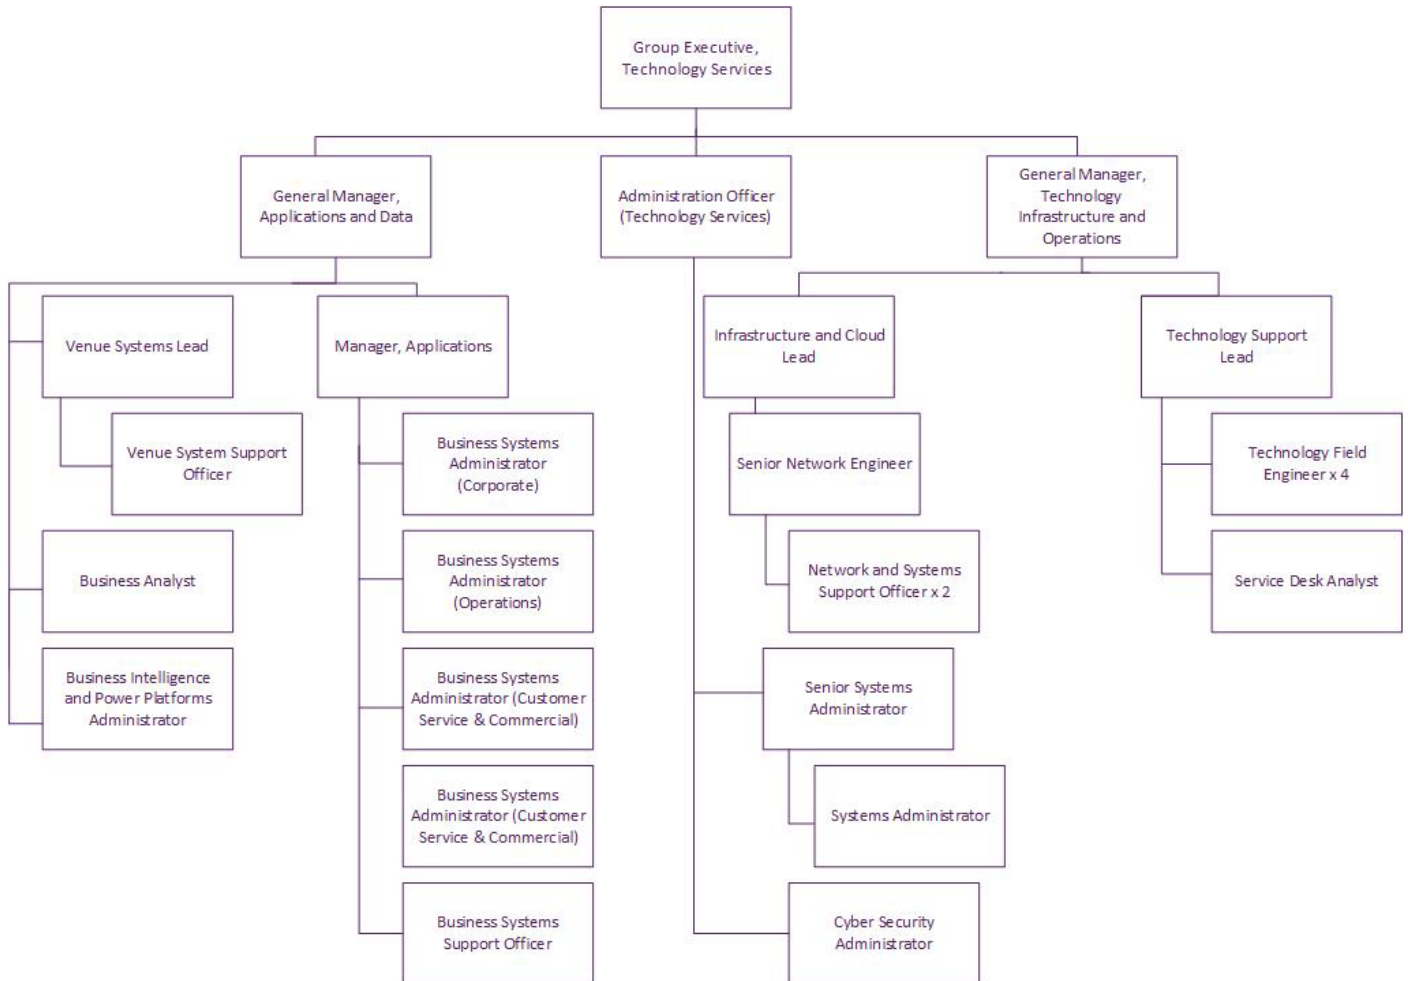 Group Executive,
Technology Services
General Manager,
Applications and Data
Administration Officer
(Technology Services)
General Manager,
Technology
Infrastructure and
Operations
Venue Systems Lead
Manager, Applications
Infrastructure and Cloud
Lead
Technology Support
Lead
Venue System Support
Officer
Business Systems
Administrator
(Corporate)
Senior Network Engineer
Technology Field
Engineer x 4
Business Analyst
Business Systems
Administrator
(Operations)
Network and Systems
Support Officer x 2
Service Desk Analyst
Business Intelligence
and Power Platforms
Administrator
Business Systems
Administrator (Customer
Service & Commercial)
Senior Systems
Administrator
Business Systems
Administrator (Customer
Service & Commercial)
Systems Administrator
Business Systems
Support Officer
Cyber Security
Administrator